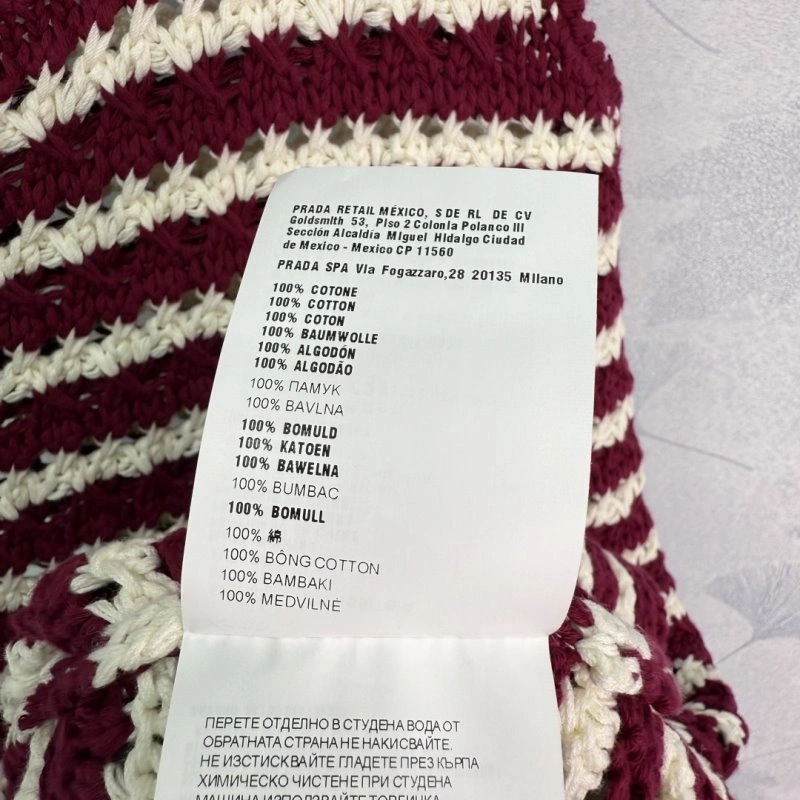 PRADA RETAIL MÉXICO, S DE RL DE CV
Goldsmith 53, Piso 2 Colonia Polanco III
Sección Alcaldía Miguel Hidalgo Ciudad
de Mexico - Mexico CP 11560
PRADA SPA Via Fogazzaro,28 20135 Milano
100% COTONE
100% COTTON
100% COTON
100% BAUMWOLLE
100% ALGODÓN
100% ALGODÃO
100% ПАМУК
100% BAVLNA
100% BOMULD
100% KATOEN
100% BAWELNA
100% BUMBAC
100% BOMULL
100% 綿
100% BÔNG COTTON
100% BAMBAKI
100% MEDVILNĖ
ПЕРЕТЕ ОТДЕЛНО В СТУДЕНА ВОДА ОТ
ОБРАТНАТА СТРАНА НЕ НАКИСВАЙТЕ.
НЕ ИЗСТИСКВАЙТЕ ГЛАДЕТЕ ПРЕЗ КЪРПА
ХИМИЧЕСКО ЧИСТЕНЕ ПРИ СТУДЕНА
МАШИНА ИЗПОЛЗВАЙТЕ ТОРБИЧКА